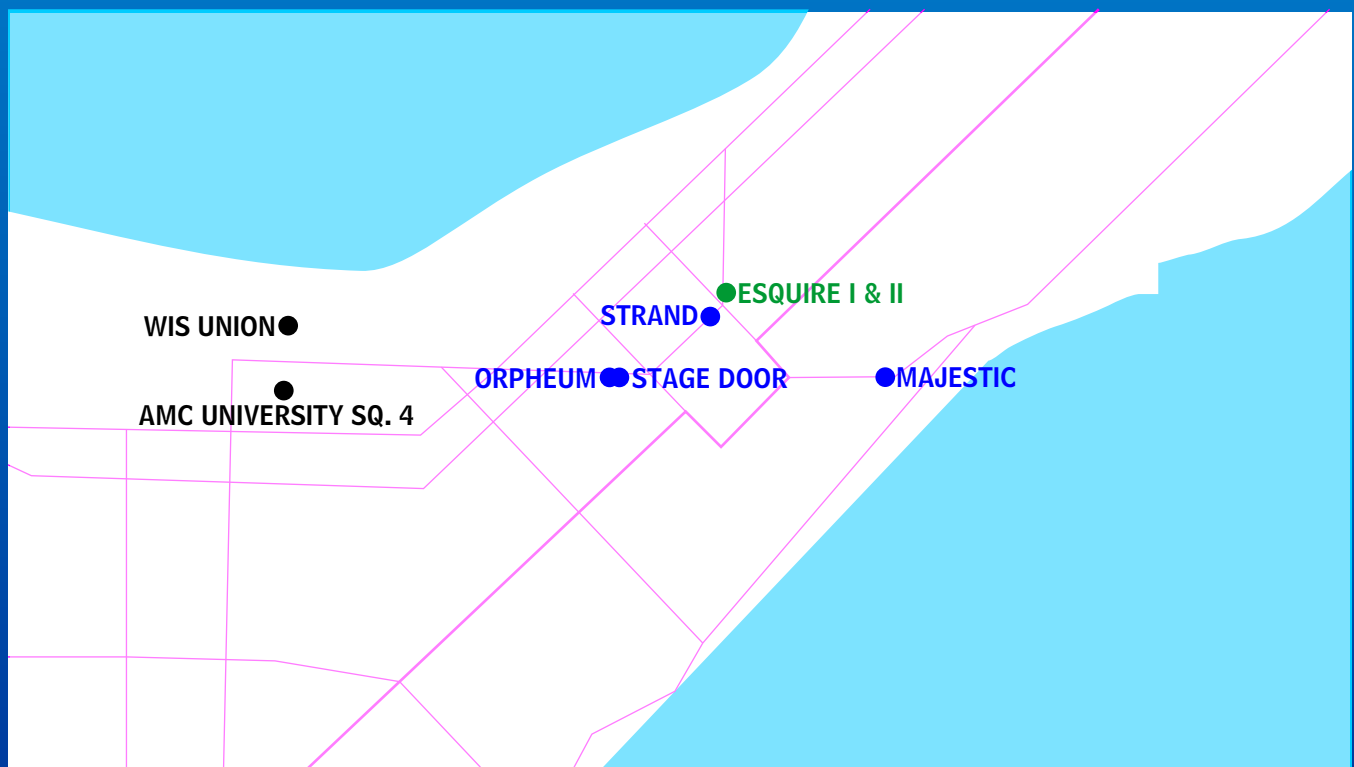 ESQUIRE I & II
STRAND
WIS UNION
ORPHEUM
STAGE DOOR
MAJESTIC
AMC UNIVERSITY SQ. 4